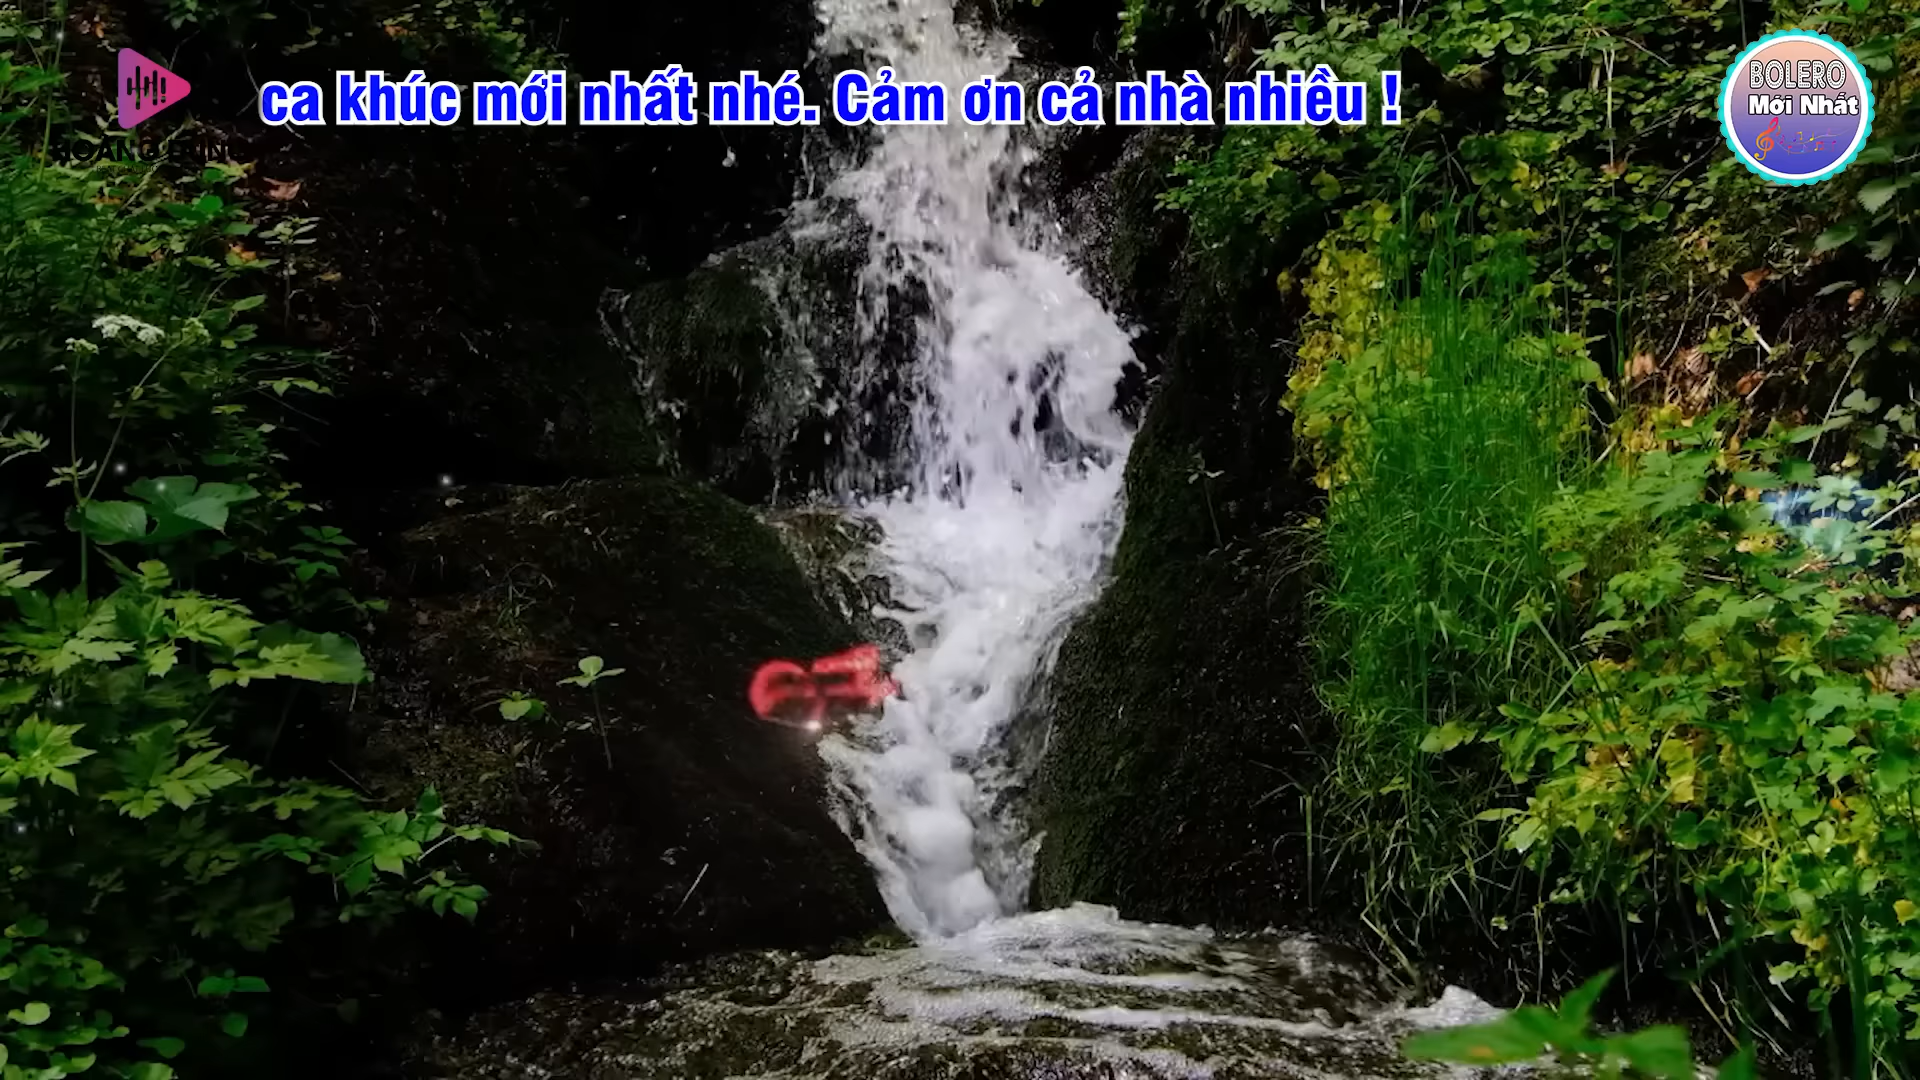 ca khúc mới nhất nhé. Cảm ơn cả nhà nhiều !
BOLERO
Mới Nhất